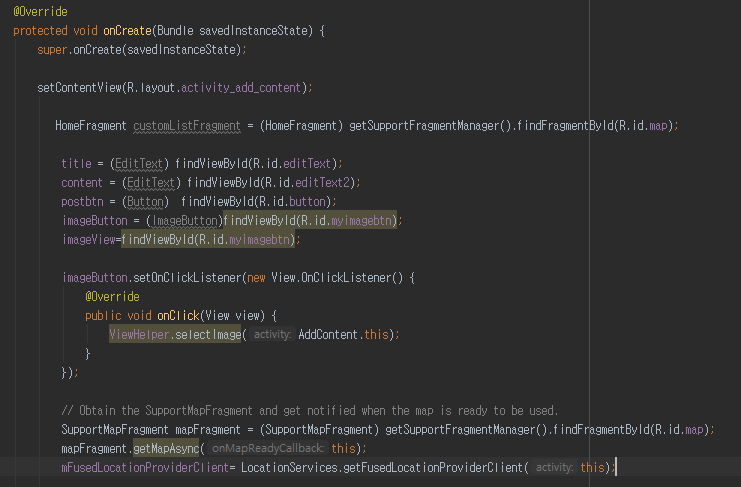 @Override
protected void onCreate(Bundle savedInstanceState) {
super.onCreate(savedInstanceState);
setContentView(R.layout.activity_add_content);
HomeFragment customListFragment = (HomeFragment) getSupportFragmentManager().findFragmentById(R.id.map);
title = (EditText) findViewById(R.id.editText);
content = (EditText) findViewById(R.id.editText2);
postbtn = (Button)  findViewById(R.id.button);
imageButton = (ImageButton)findViewById(R.id.myimagebtn);
imageView=findViewById(R.id.myimagebtn);
imageButton.setOnClickListener(new View.OnClickListener() {
@Override
public void onClick(View view) {
ViewHelper.selectImage( activity: AddContent.this);
}
});
// Obtain the SupportMapFragment and get notified when the map is ready to be used.
SupportMapFragment mapFragment = (SupportMapFragment) getSupportFragmentManager().findFragmentById(R.id.map);
mapFragment.getMapAsync( onMapReadyCallback: this);
mFusedLocationProviderClient= LocationServices.getFusedLocationProviderClient( activity: this);